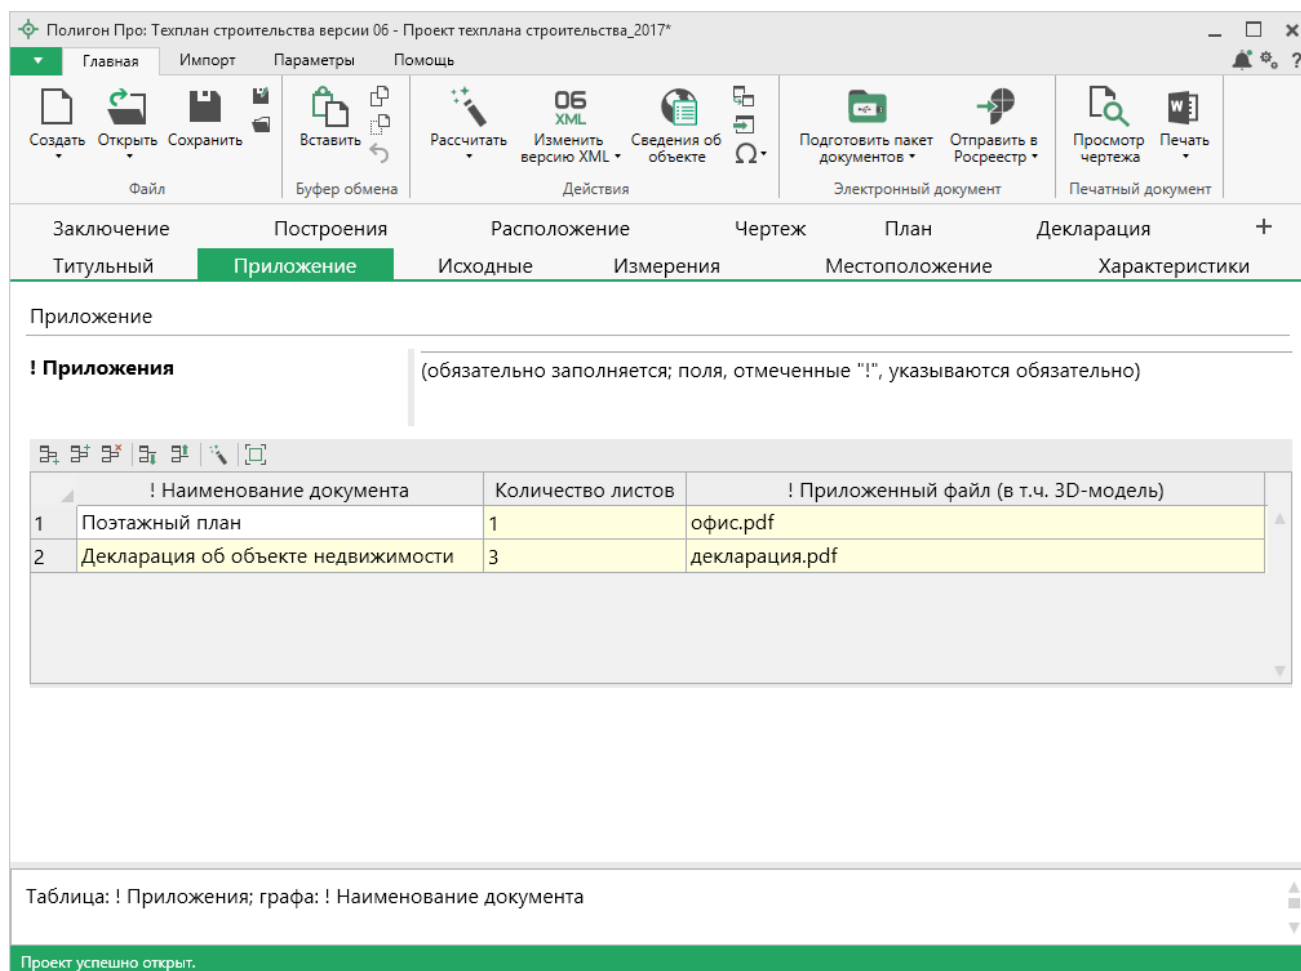 Полигон Про: Техплан строительства версии 06 - Проект техплана строительства_2017*
Главная Импорт Параметры Помощь
?
06
XML
W
Создать Открыть Сохранить Вставить Рассчитать Изменить версию XML Сведения об объекте Подготовить пакет документов Отправить в Росреестр Просмотр чертежа Печать
Файл Буфер обмена Действия Электронный документ Печатный документ
Заключение Построения Расположение Чертеж План Декларация +
Титульный Приложение Исходные Измерения Местоположение Характеристики
Приложение
! Приложения (обязательно заполняется; поля, отмеченные "!", указываются обязательно)
! Наименование документа Количество листов ! Приложенный файл (в т.ч. 3D-модель)
1 Поэтажный план 1 офис.pdf
2 Декларация об объекте недвижимости 3 декларация.pdf
Таблица: ! Приложения; графа: ! Наименование документа
Проект успешно открыт.